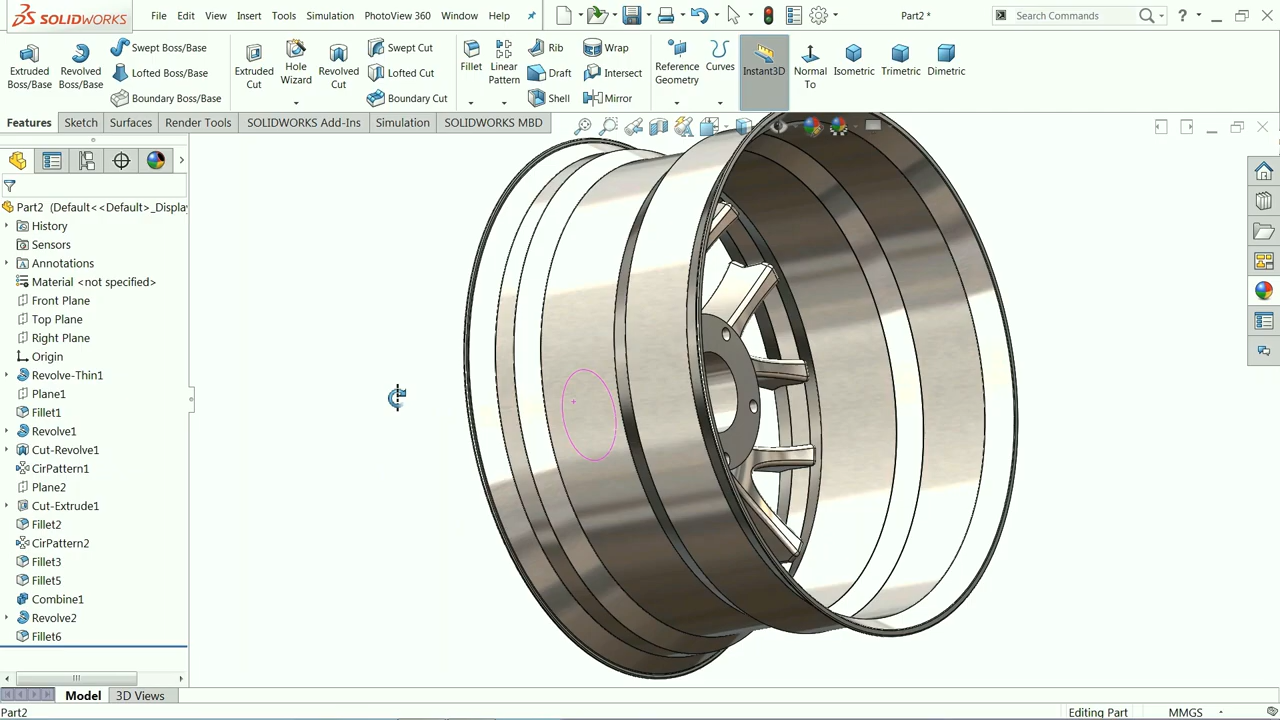 SOLIDWORKS File Edit View Insert Tools Simulation PhotoView 360 Window Help Part2 * Search Commands ?
Extruded Boss/Base Revolved Boss/Base Swept Boss/Base Lofted Boss/Base Boundary Boss/Base Extruded Cut Hole Wizard Revolved Cut Swept Cut Lofted Cut Boundary Cut Fillet Linear Pattern Rib Draft Shell Wrap Intersect Mirror Reference Geometry Curves Instant3D Normal To Isometric Trimetric Dimetric
Features Sketch Surfaces Render Tools SOLIDWORKS Add-Ins Simulation SOLIDWORKS MBD
Part2 (Default<<Default>_Displa
History
Sensors
Annotations
Material <not specified>
Front Plane
Top Plane
Right Plane
Origin
Revolve-Thin1
Plane1
Fillet1
Revolve1
Cut-Revolve1
CirPattern1
Plane2
Cut-Extrude1
Fillet2
CirPattern2
Fillet3
Fillet5
Combine1
Revolve2
Fillet6
Model 3D Views
Part2 Editing Part MMGS